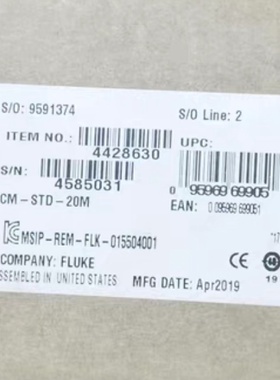 S/O: 9591374
S/O Line: 2
ITEM NO.:
4428630
UPC:
S/N:
4585031
0 95969 69905
CM-STD-20M
EAN: 0 095969 699051
MSIP-REM-FLK-015504001
COMPANY: FLUKE
ASSEMBLED IN UNITED STATES
MFG DATE: Apr2019
CE